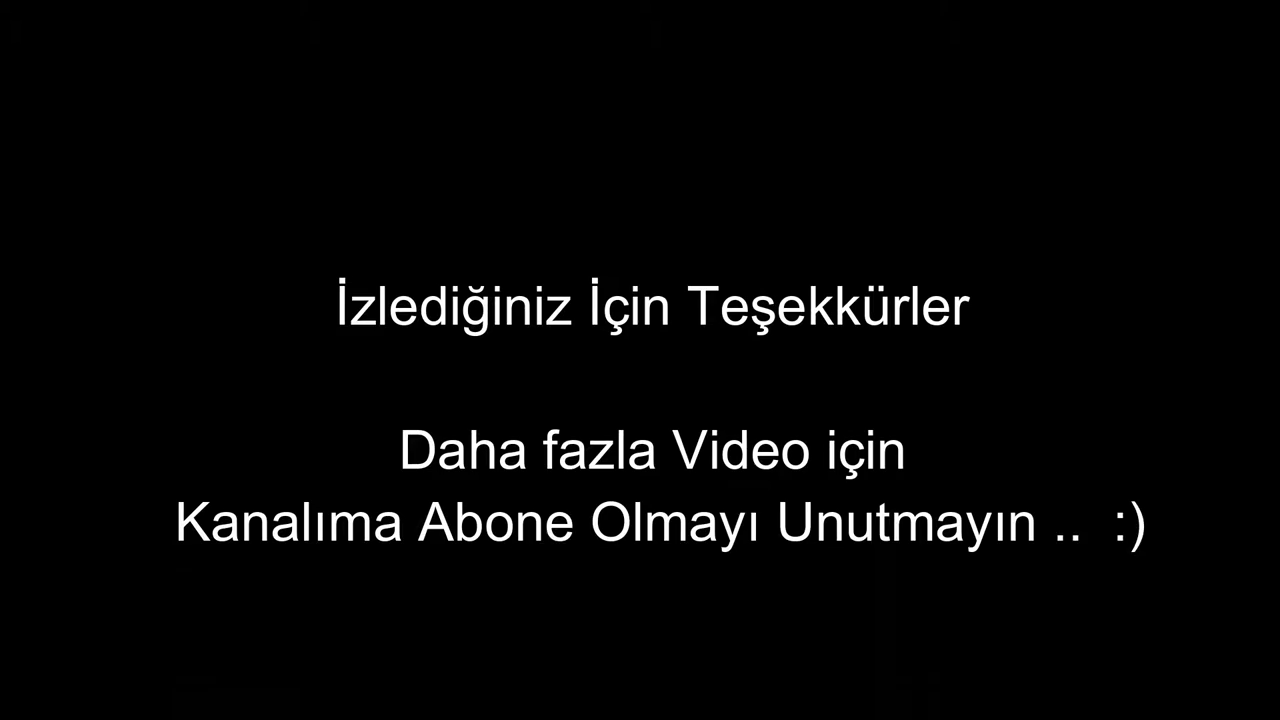 İzlediğiniz İçin Teşekkürler
Daha fazla Video için
Kanalıma Abone Olmayı Unutmayın ..  :)